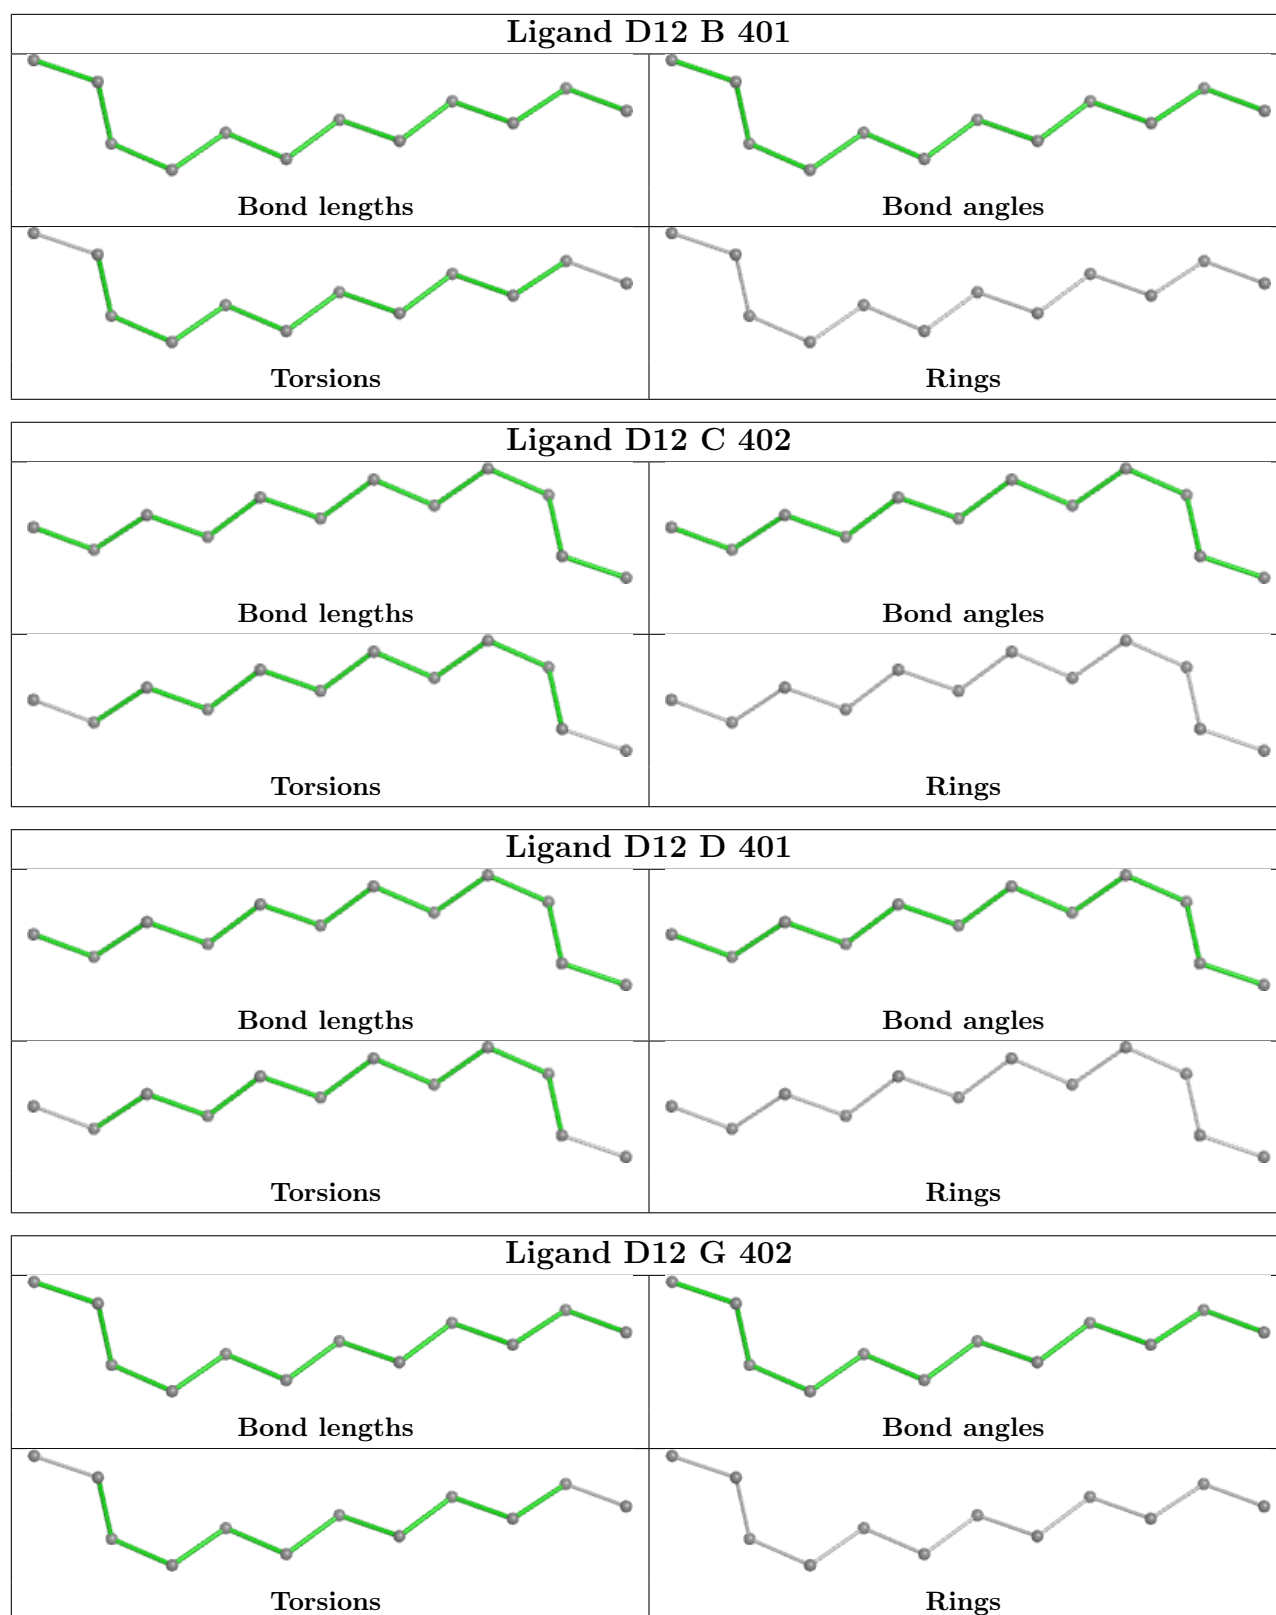 Ligand D12 B 401
Bond lengths Bond angles
Torsions Rings
Ligand D12 C 402
Bond lengths Bond angles
Torsions Rings
Ligand D12 D 401
Bond lengths Bond angles
Torsions Rings
Ligand D12 G 402
Bond lengths Bond angles
Torsions Rings